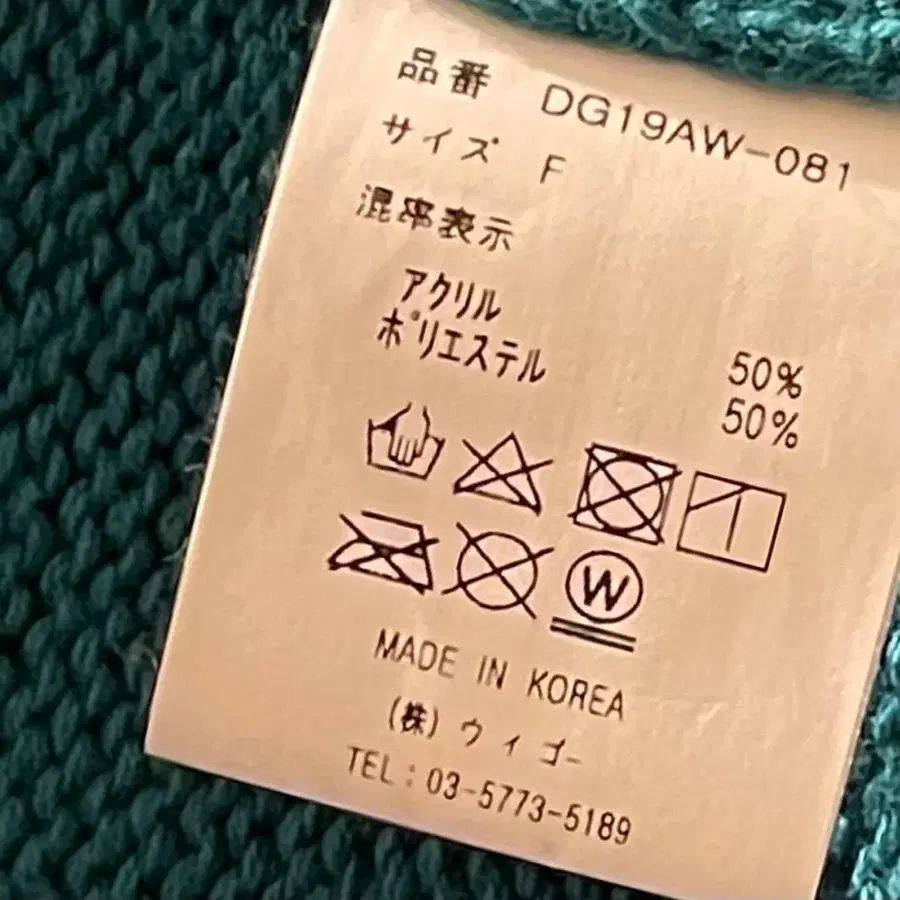 品番 DG19AW-081
サイズ F
混率表示
アクリル 50%
ポリエステル 50%
W
MADE IN KOREA
(株)ウィゴー
TEL:03-5773-5189